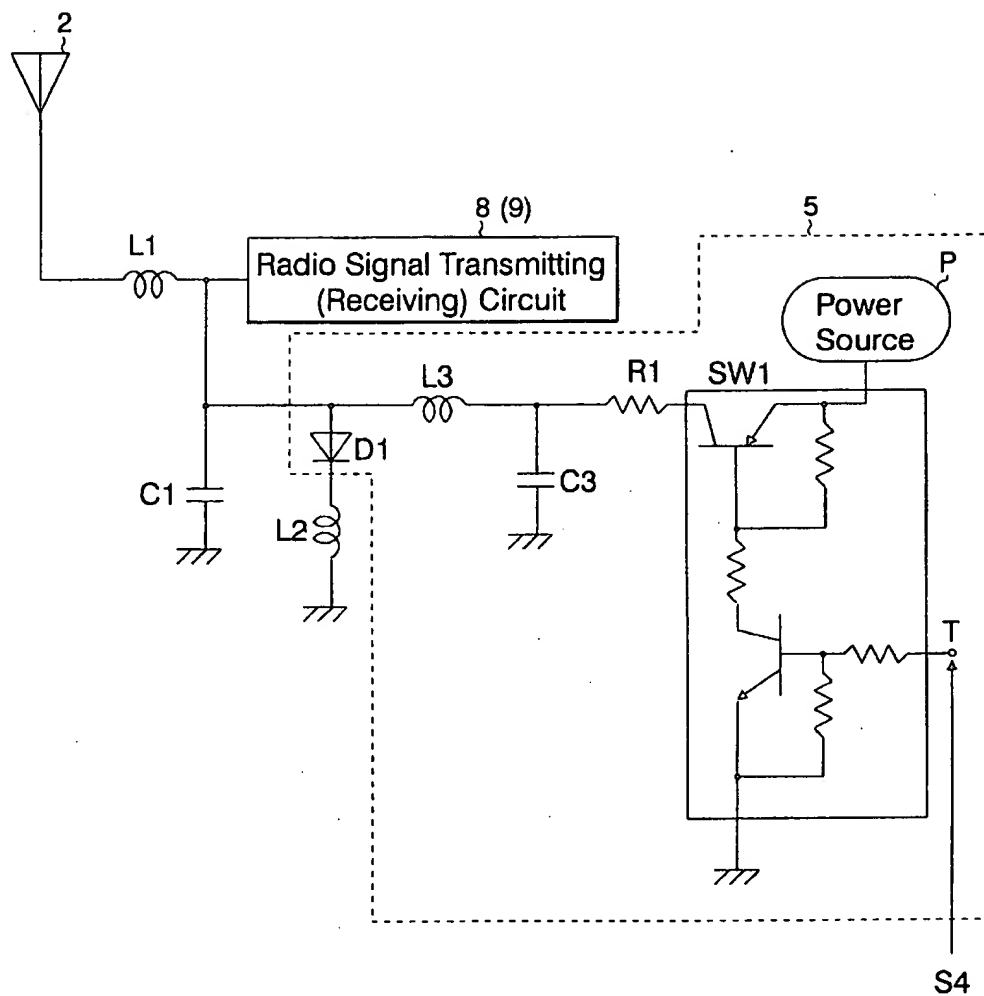 2
8 (9)
5
L1
Radio Signal Transmitting
(Receiving) Circuit
P
Power
Source
L3
R1
SW1
D1
C1
C3
L2
T
S4